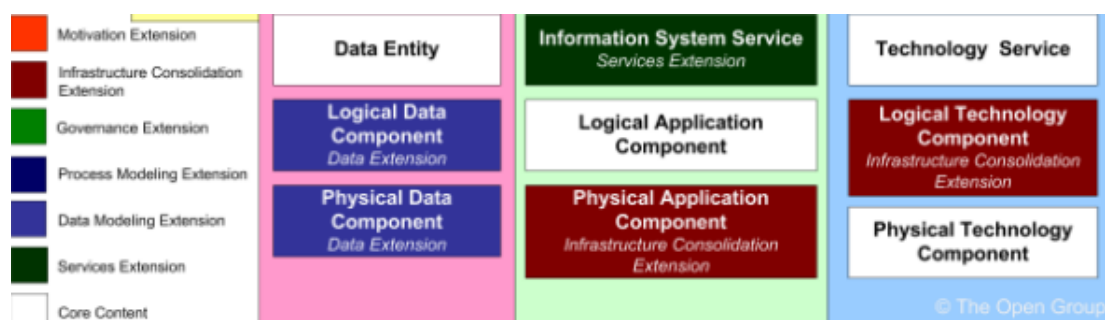 Motivation Extension
Infrastructure Consolidation
Extension
Governance Extension
Process Modeling Extension
Data Modeling Extension
Services Extension
Core Content
Data Entity
Logical Data
Component
Data Extension
Physical Data
Component
Data Extension
Information System Service
Services Extension
Logical Application
Component
Physical Application
Component
Infrastructure Consolidation
Extension
Technology Service
Logical Technology
Component
Infrastructure Consolidation
Extension
Physical Technology
Component
© The Open Group